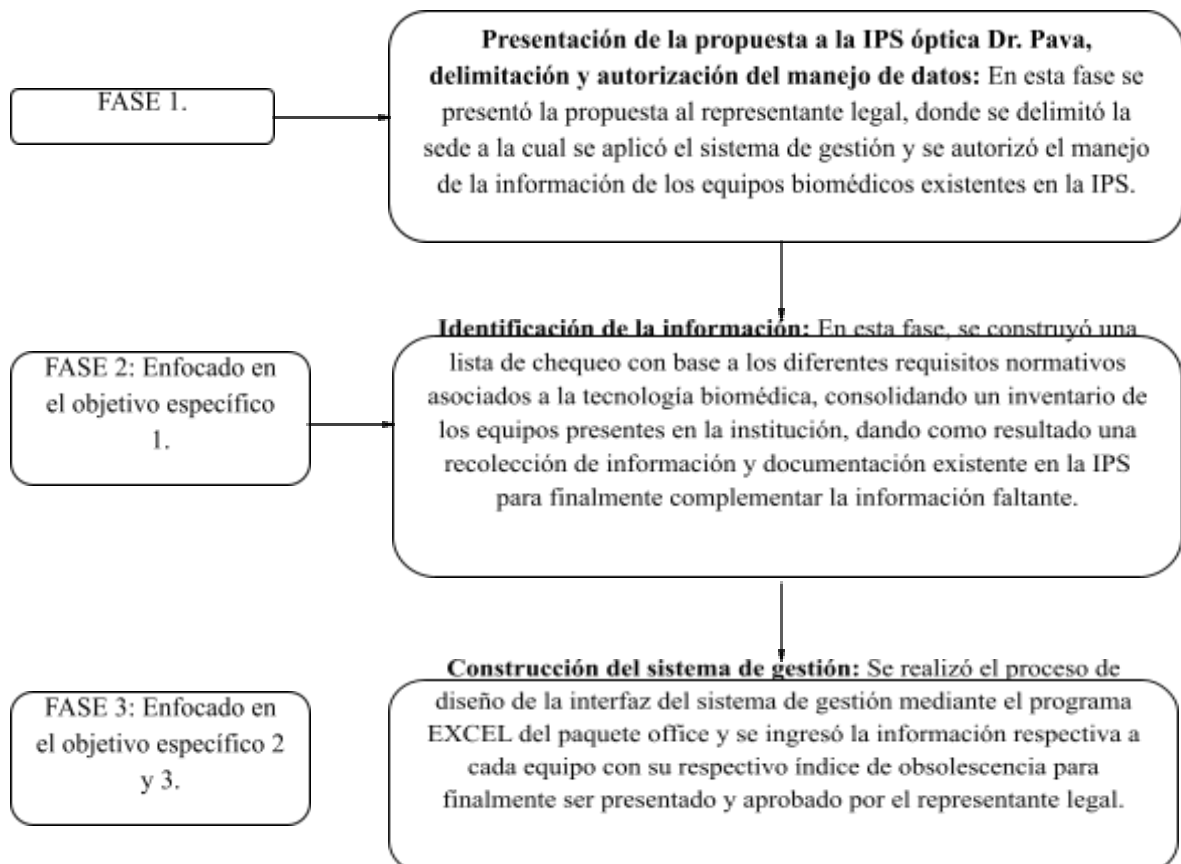 FASE 1.
Presentación de la propuesta a la IPS óptica Dr. Pava,
delimitación y autorización del manejo de datos: En esta fase se
presentó la propuesta al representante legal, donde se delimitó la
sede a la cual se aplicó el sistema de gestión y se autorizó el manejo
de la información de los equipos biomédicos existentes en la IPS.
FASE 2: Enfocado en
el objetivo específico
1.
Identificación de la información: En esta fase, se construyó una
lista de chequeo con base a los diferentes requisitos normativos
asociados a la tecnología biomédica, consolidando un inventario de
los equipos presentes en la institución, dando como resultado una
recolección de información y documentación existente en la IPS
para finalmente complementar la información faltante.
FASE 3: Enfocado en
el objetivo específico 2
y 3.
Construcción del sistema de gestión: Se realizó el proceso de
diseño de la interfaz del sistema de gestión mediante el programa
EXCEL del paquete office y se ingresó la información respectiva a
cada equipo con su respectivo índice de obsolescencia para
finalmente ser presentado y aprobado por el representante legal.